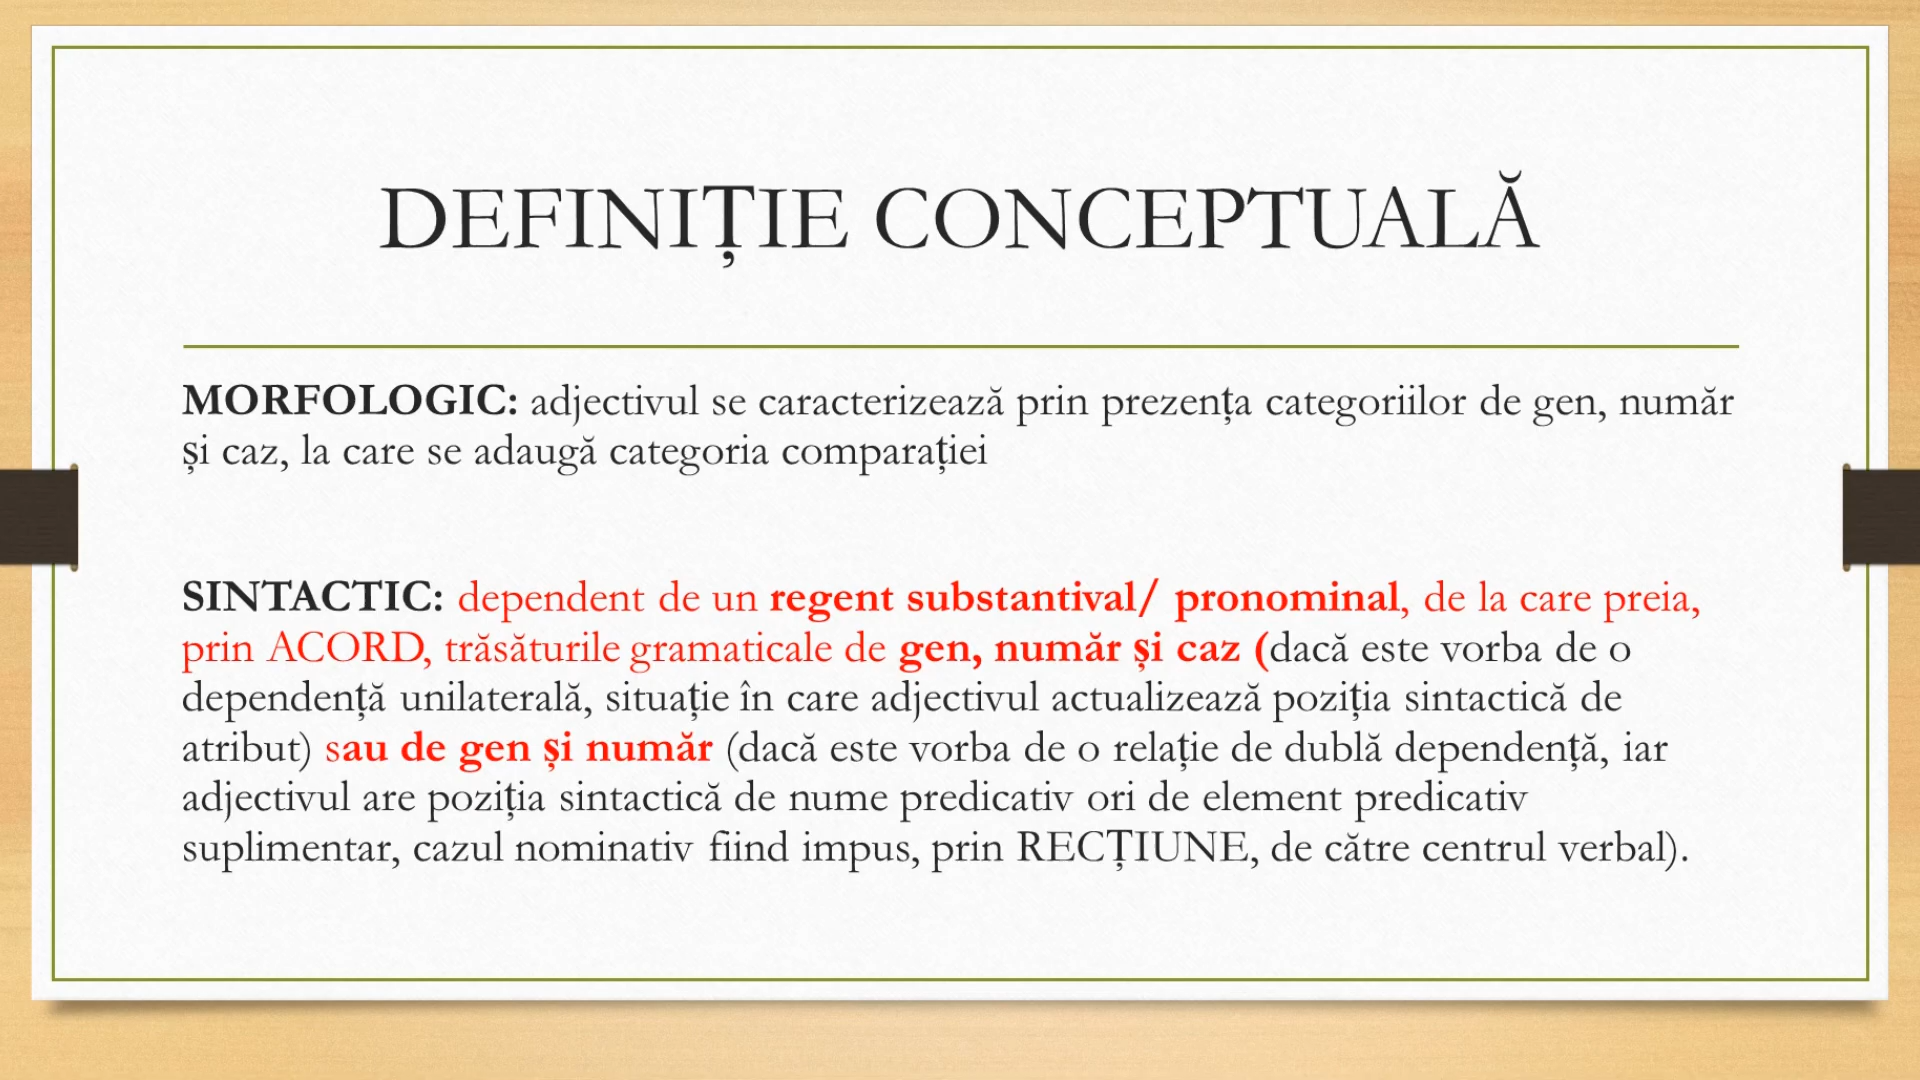 DEFINIȚIE CONCEPTUALĂ
MORFOLOGIC: adjectivul se caracterizează prin prezența categoriilor de gen, număr
și caz, la care se adaugă categoria comparației
SINTACTIC: dependent de un regent substantival/ pronominal, de la care preia,
prin ACORD, trăsăturile gramaticale de gen, număr și caz (dacă este vorba de o
dependență unilaterală, situație în care adjectivul actualizează poziția sintactică de
atribut) sau de gen și număr (dacă este vorba de o relație de dublă dependență, iar
adjectivul are poziția sintactică de nume predicativ ori de element predicativ
suplimentar, cazul nominativ fiind impus, prin RECȚIUNE, de către centrul verbal).